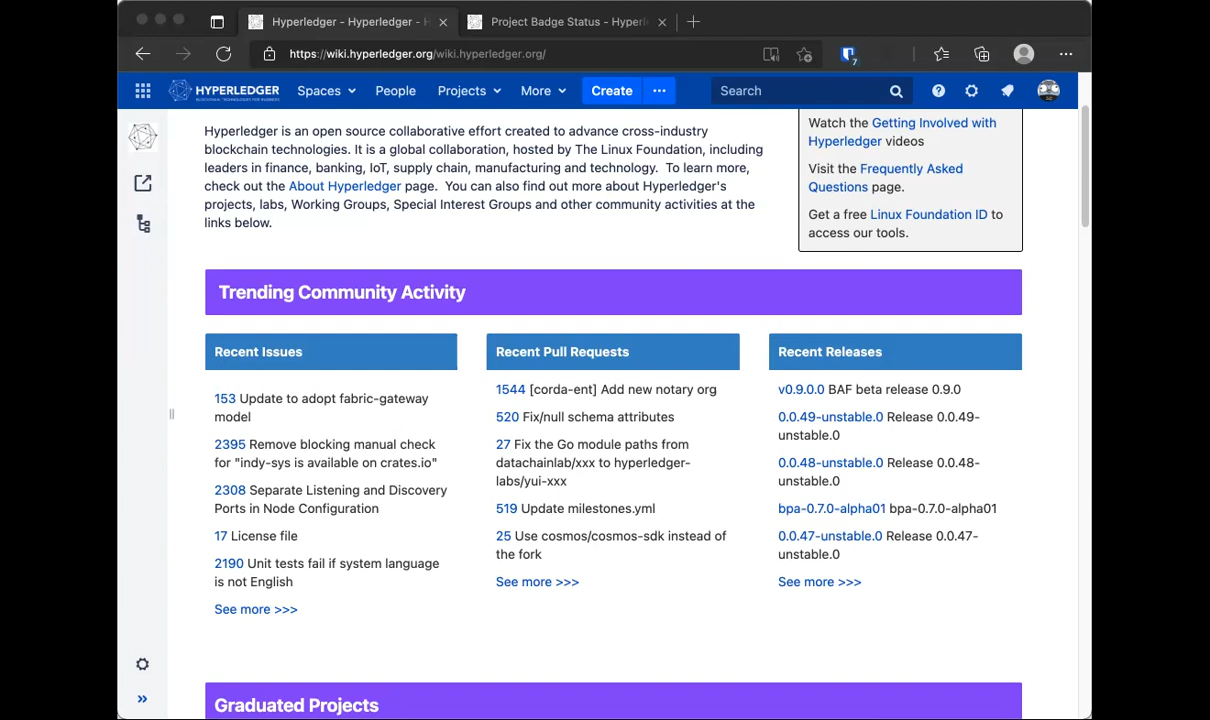 Hyperledger - Hyperledger - H
Project Badge Status - Hyperl
https://wiki.hyperledger.org/wiki.hyperledger.org/
7
HYPERLEDGER
Spaces
People
Projects
More
Create
Search
Hyperledger is an open source collaborative effort created to advance cross-industry
blockchain technologies. It is a global collaboration, hosted by The Linux Foundation, including
leaders in finance, banking, IoT, supply chain, manufacturing and technology. To learn more,
check out the About Hyperledger page. You can also find out more about Hyperledger's
projects, labs, Working Groups, Special Interest Groups and other community activities at the
links below.
Watch the Getting Involved with
Hyperledger videos
Visit the Frequently Asked
Questions page.
Get a free Linux Foundation ID to
access our tools.
Trending Community Activity
Recent Issues
153 Update to adopt fabric-gateway
model
2395 Remove blocking manual check
for "indy-sys is available on crates.io"
2308 Separate Listening and Discovery
Ports in Node Configuration
17 License file
2190 Unit tests fail if system language
is not English
See more >>>
Recent Pull Requests
1544 [corda-ent] Add new notary org
520 Fix/null schema attributes
27 Fix the Go module paths from
datachainlab/xxx to hyperledger-
labs/yui-xxx
519 Update milestones.yml
25 Use cosmos/cosmos-sdk instead of
the fork
See more >>>
Recent Releases
v0.9.0.0 BAF beta release 0.9.0
0.0.49-unstable.0 Release 0.0.49-
unstable.0
0.0.48-unstable.0 Release 0.0.48-
unstable.0
bpa-0.7.0-alpha01 bpa-0.7.0-alpha01
0.0.47-unstable.0 Release 0.0.47-
unstable.0
See more >>>
Graduated Projects